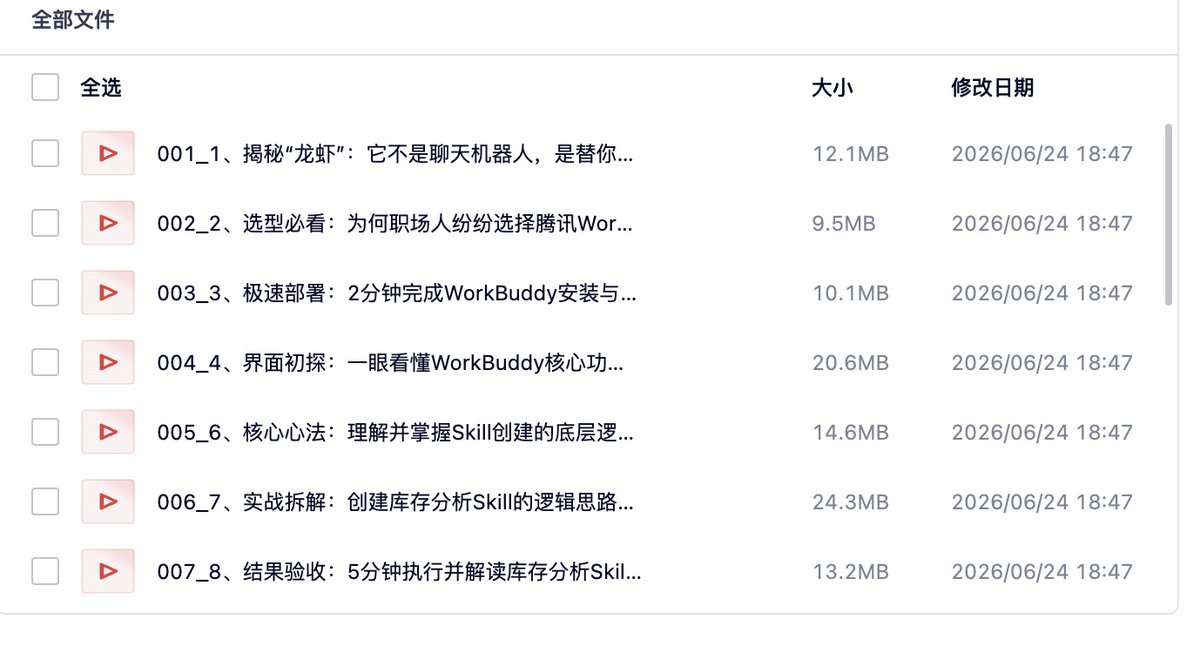 全部文件
全选 大小 修改日期
001_1、揭秘“龙虾”：它不是聊天机器人，是替你... 12.1MB 2026/06/24 18:47
002_2、选型必看：为何职场人纷纷选择腾讯Wor... 9.5MB 2026/06/24 18:47
003_3、极速部署：2分钟完成WorkBuddy安装与... 10.1MB 2026/06/24 18:47
004_4、界面初探：一眼看懂WorkBuddy核心功... 20.6MB 2026/06/24 18:47
005_6、核心心法：理解并掌握Skill创建的底层逻... 14.6MB 2026/06/24 18:47
006_7、实战拆解：创建库存分析Skill的逻辑思路... 24.3MB 2026/06/24 18:47
007_8、结果验收：5分钟执行并解读库存分析Skil... 13.2MB 2026/06/24 18:47